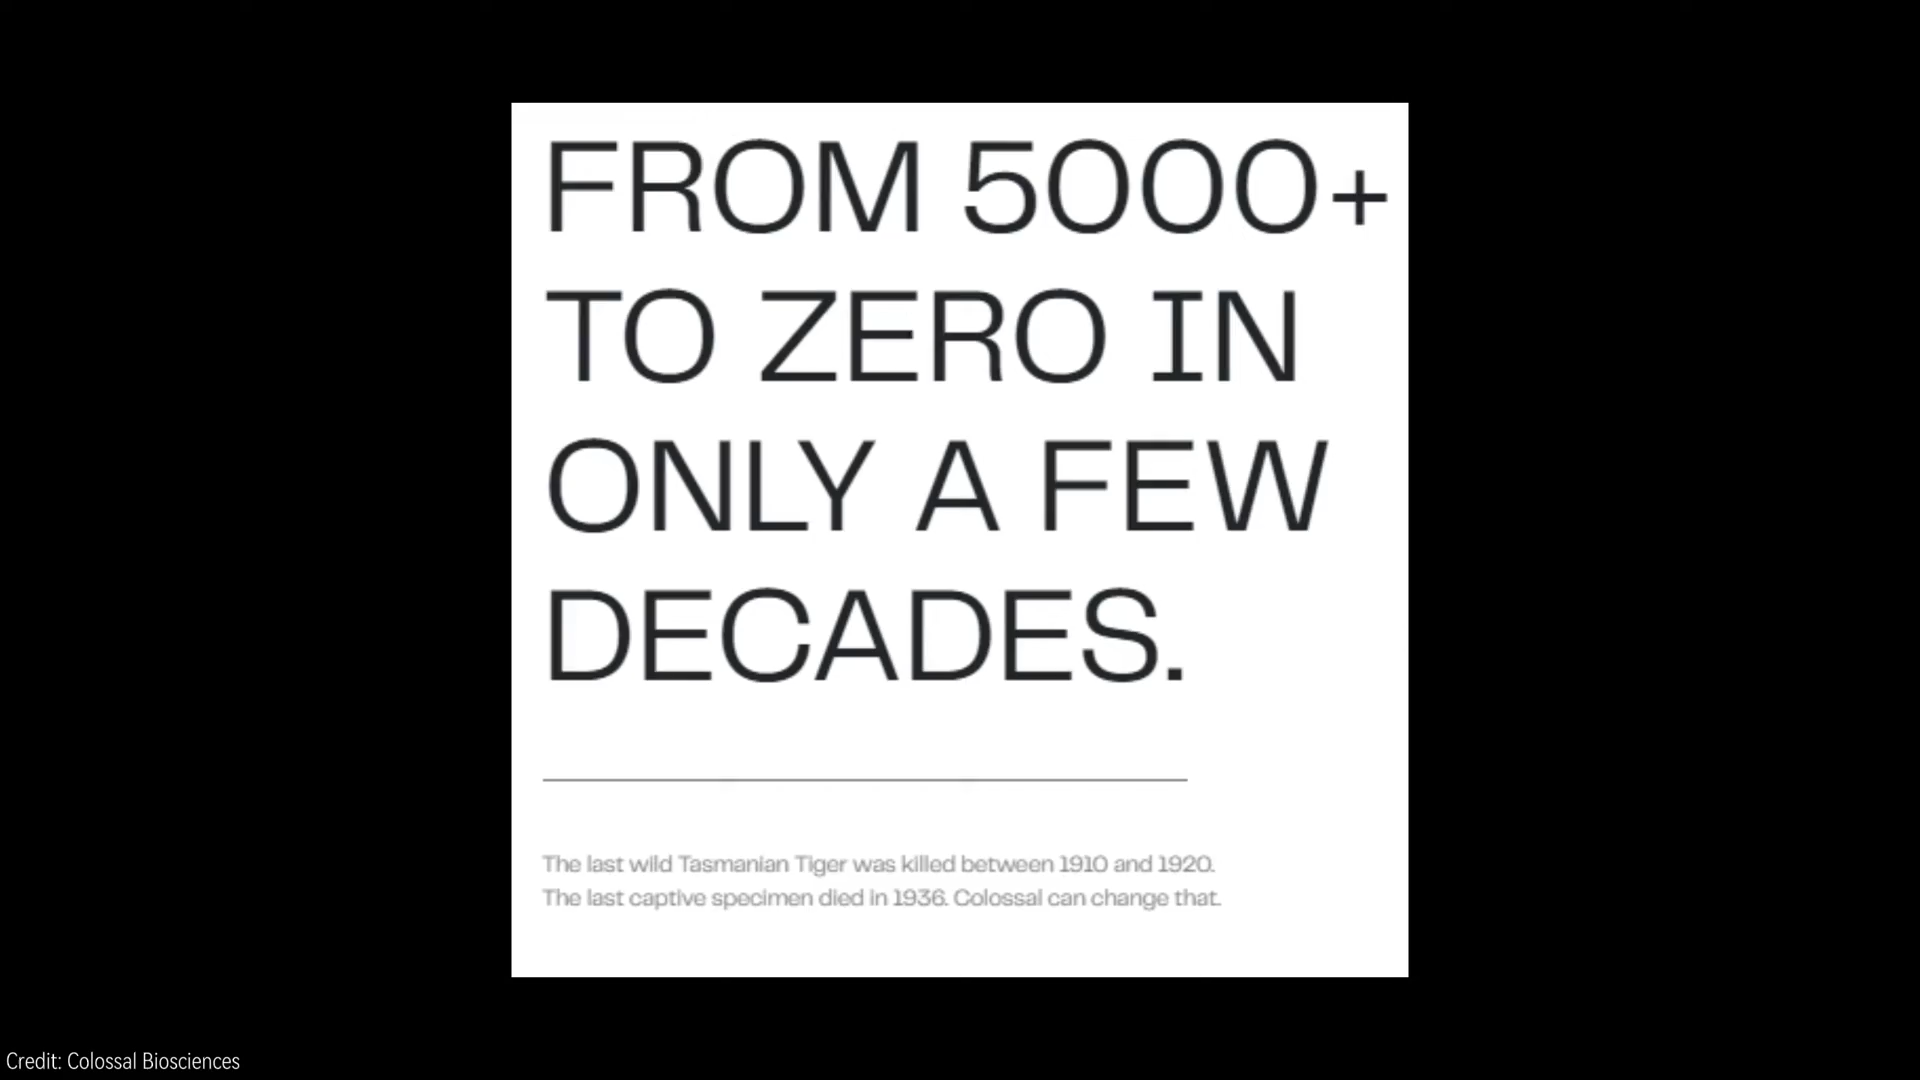 FROM 5000+
TO ZERO IN
ONLY A FEW
DECADES.
The last wild Tasmanian Tiger was killed between 1910 and 1920.
The last captive specimen died in 1936. Colossal can change that.
Credit: Colossal Biosciences